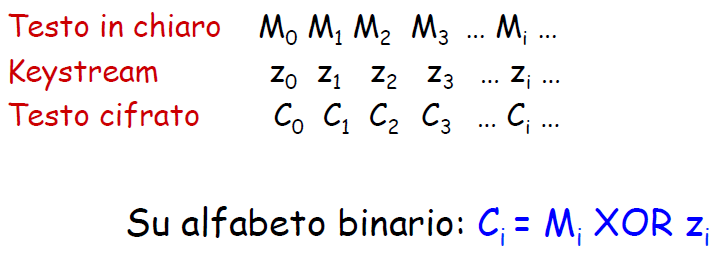 Testo in chiaro M₀ M₁ M₂ M₃ ... Mᵢ ...
Keystream z₀ z₁ z₂ z₃ ... zᵢ ...
Testo cifrato C₀ C₁ C₂ C₃ ... Cᵢ ...
Su alfabeto binario: Cᵢ = Mᵢ XOR zᵢ